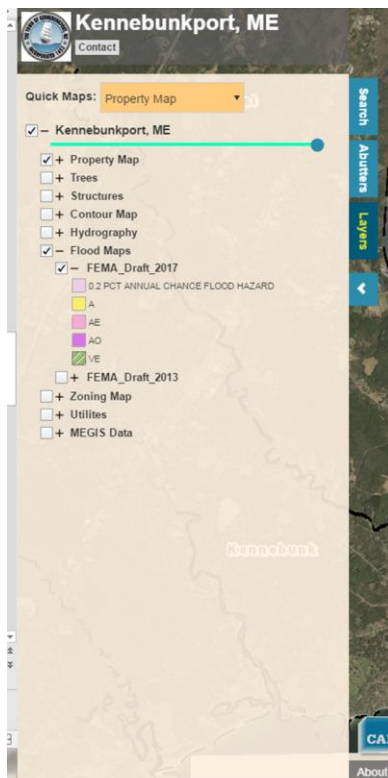 Kennebunkport, ME
Contact
Quick Maps: Property Map
Kennebunkport, ME
Property Map
Trees
Structures
Contour Map
Hydrography
Flood Maps
FEMA_Draft_2017
0.2 PCT ANNUAL CHANCE FLOOD HAZARD
A
AE
AO
VE
FEMA_Draft_2013
Zoning Map
Utilites
MEGIS Data
Search
Abutters
Layers
Kennebunk
CAI
About